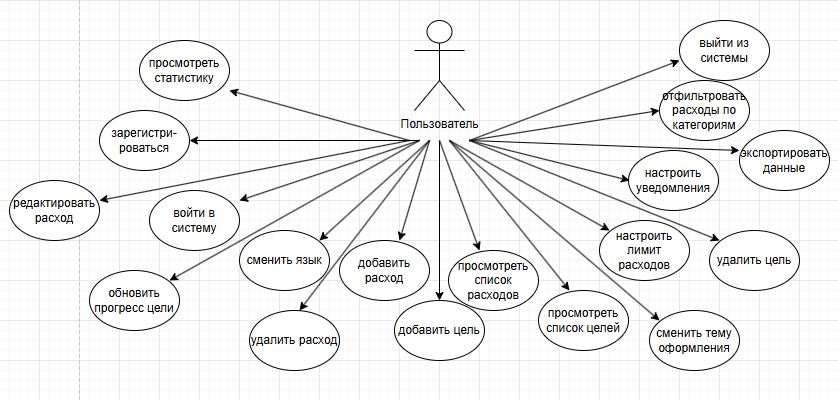 просмотреть
статистику
выйти из
системы
отфильтровать
расходы по
категориям
Пользователь
зарегистри-
роваться
экспортировать
данные
настроить
уведомления
редактировать
расход
войти в
систему
настроить
лимит
расходов
сменить язык
добавить
расход
просмотреть
список
расходов
удалить цель
обновить
прогресс цели
просмотреть
список целей
добавить цель
удалить расход
сменить тему
оформления